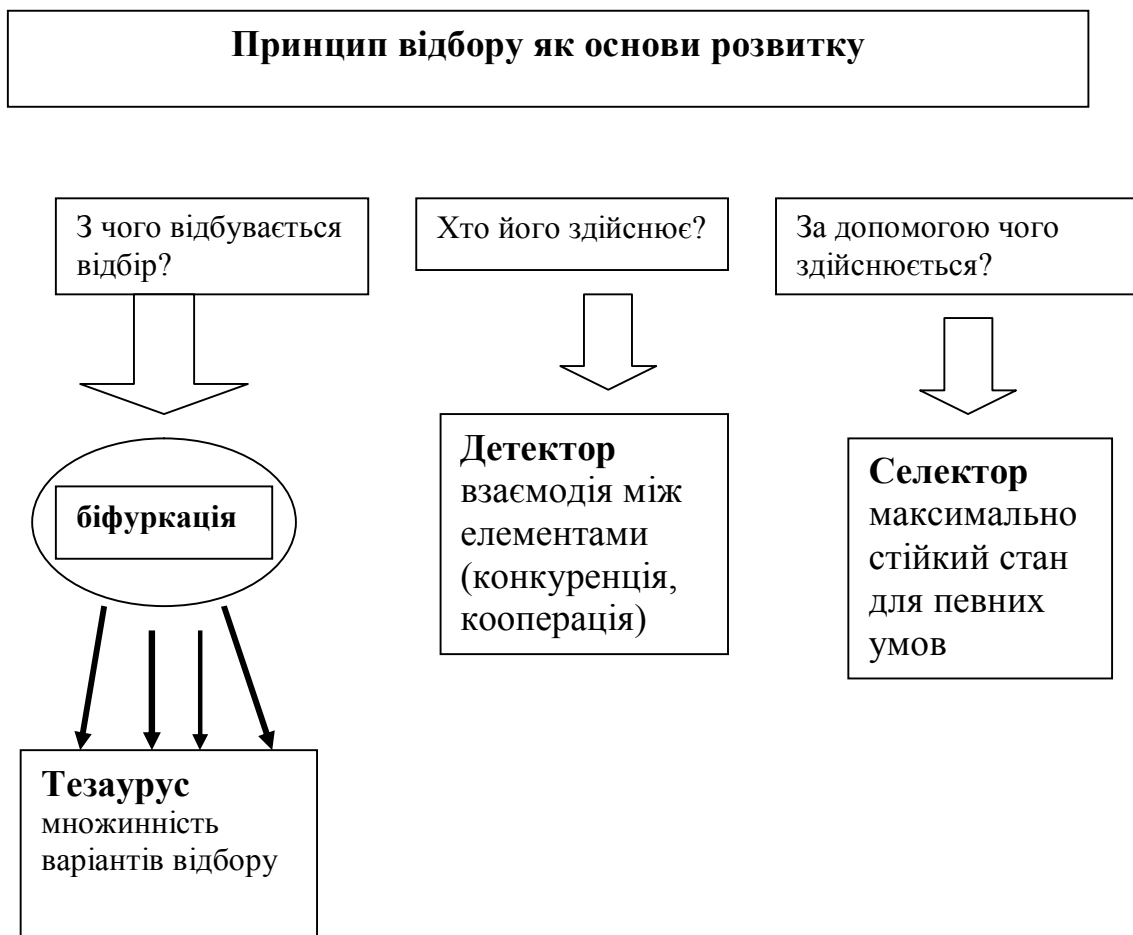 Принцип відбору як основи розвитку
З чого відбувається
відбір?
Хто його здійснює?
За допомогою чого
здійснюється?
біфуркація
Детектор
взаємодія між
елементами
(конкуренція,
кооперація)
Селектор
максимально
стійкий стан
для певних
умов
Тезаурус
множинність
варіантів відбору